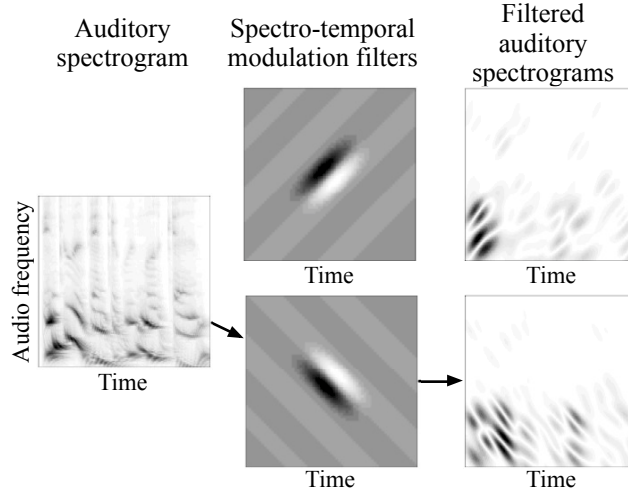 Auditory
spectrogram
Spectro-temporal
modulation filters
Filtered
auditory
spectrograms
Audio frequency
Time
Time
Time
Time
Time